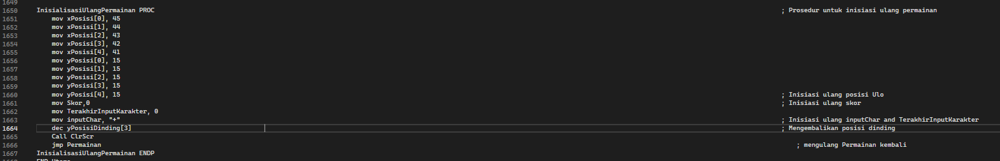 1649
1650 InisialisasiUlangPermainan PROC ; Prosedur untuk inisiasi ulang permainan
1651 mov xPosisi[0], 45
1652 mov xPosisi[1], 44
1653 mov xPosisi[2], 43
1654 mov xPosisi[3], 42
1655 mov xPosisi[4], 41
1656 mov yPosisi[0], 15
1657 mov yPosisi[1], 15
1658 mov yPosisi[2], 15
1659 mov yPosisi[3], 15
1660 mov yPosisi[4], 15 ; Inisiasi ulang posisi Ulo
1661 mov Skor,0 ; Inisiasi ulang skor
1662 mov TerakhirInputKarakter, 0
1663 mov inputChar, "+" ; Inisiasi ulang inputChar and TerakhirInputKarakter
1664 dec yPosisiDinding[3] ; Mengembalikan posisi dinding
1665 Call ClrScr
1666 jmp Permainan ; mengulang Permainan kembali
1667 InisialisasiUlangPermainan ENDP